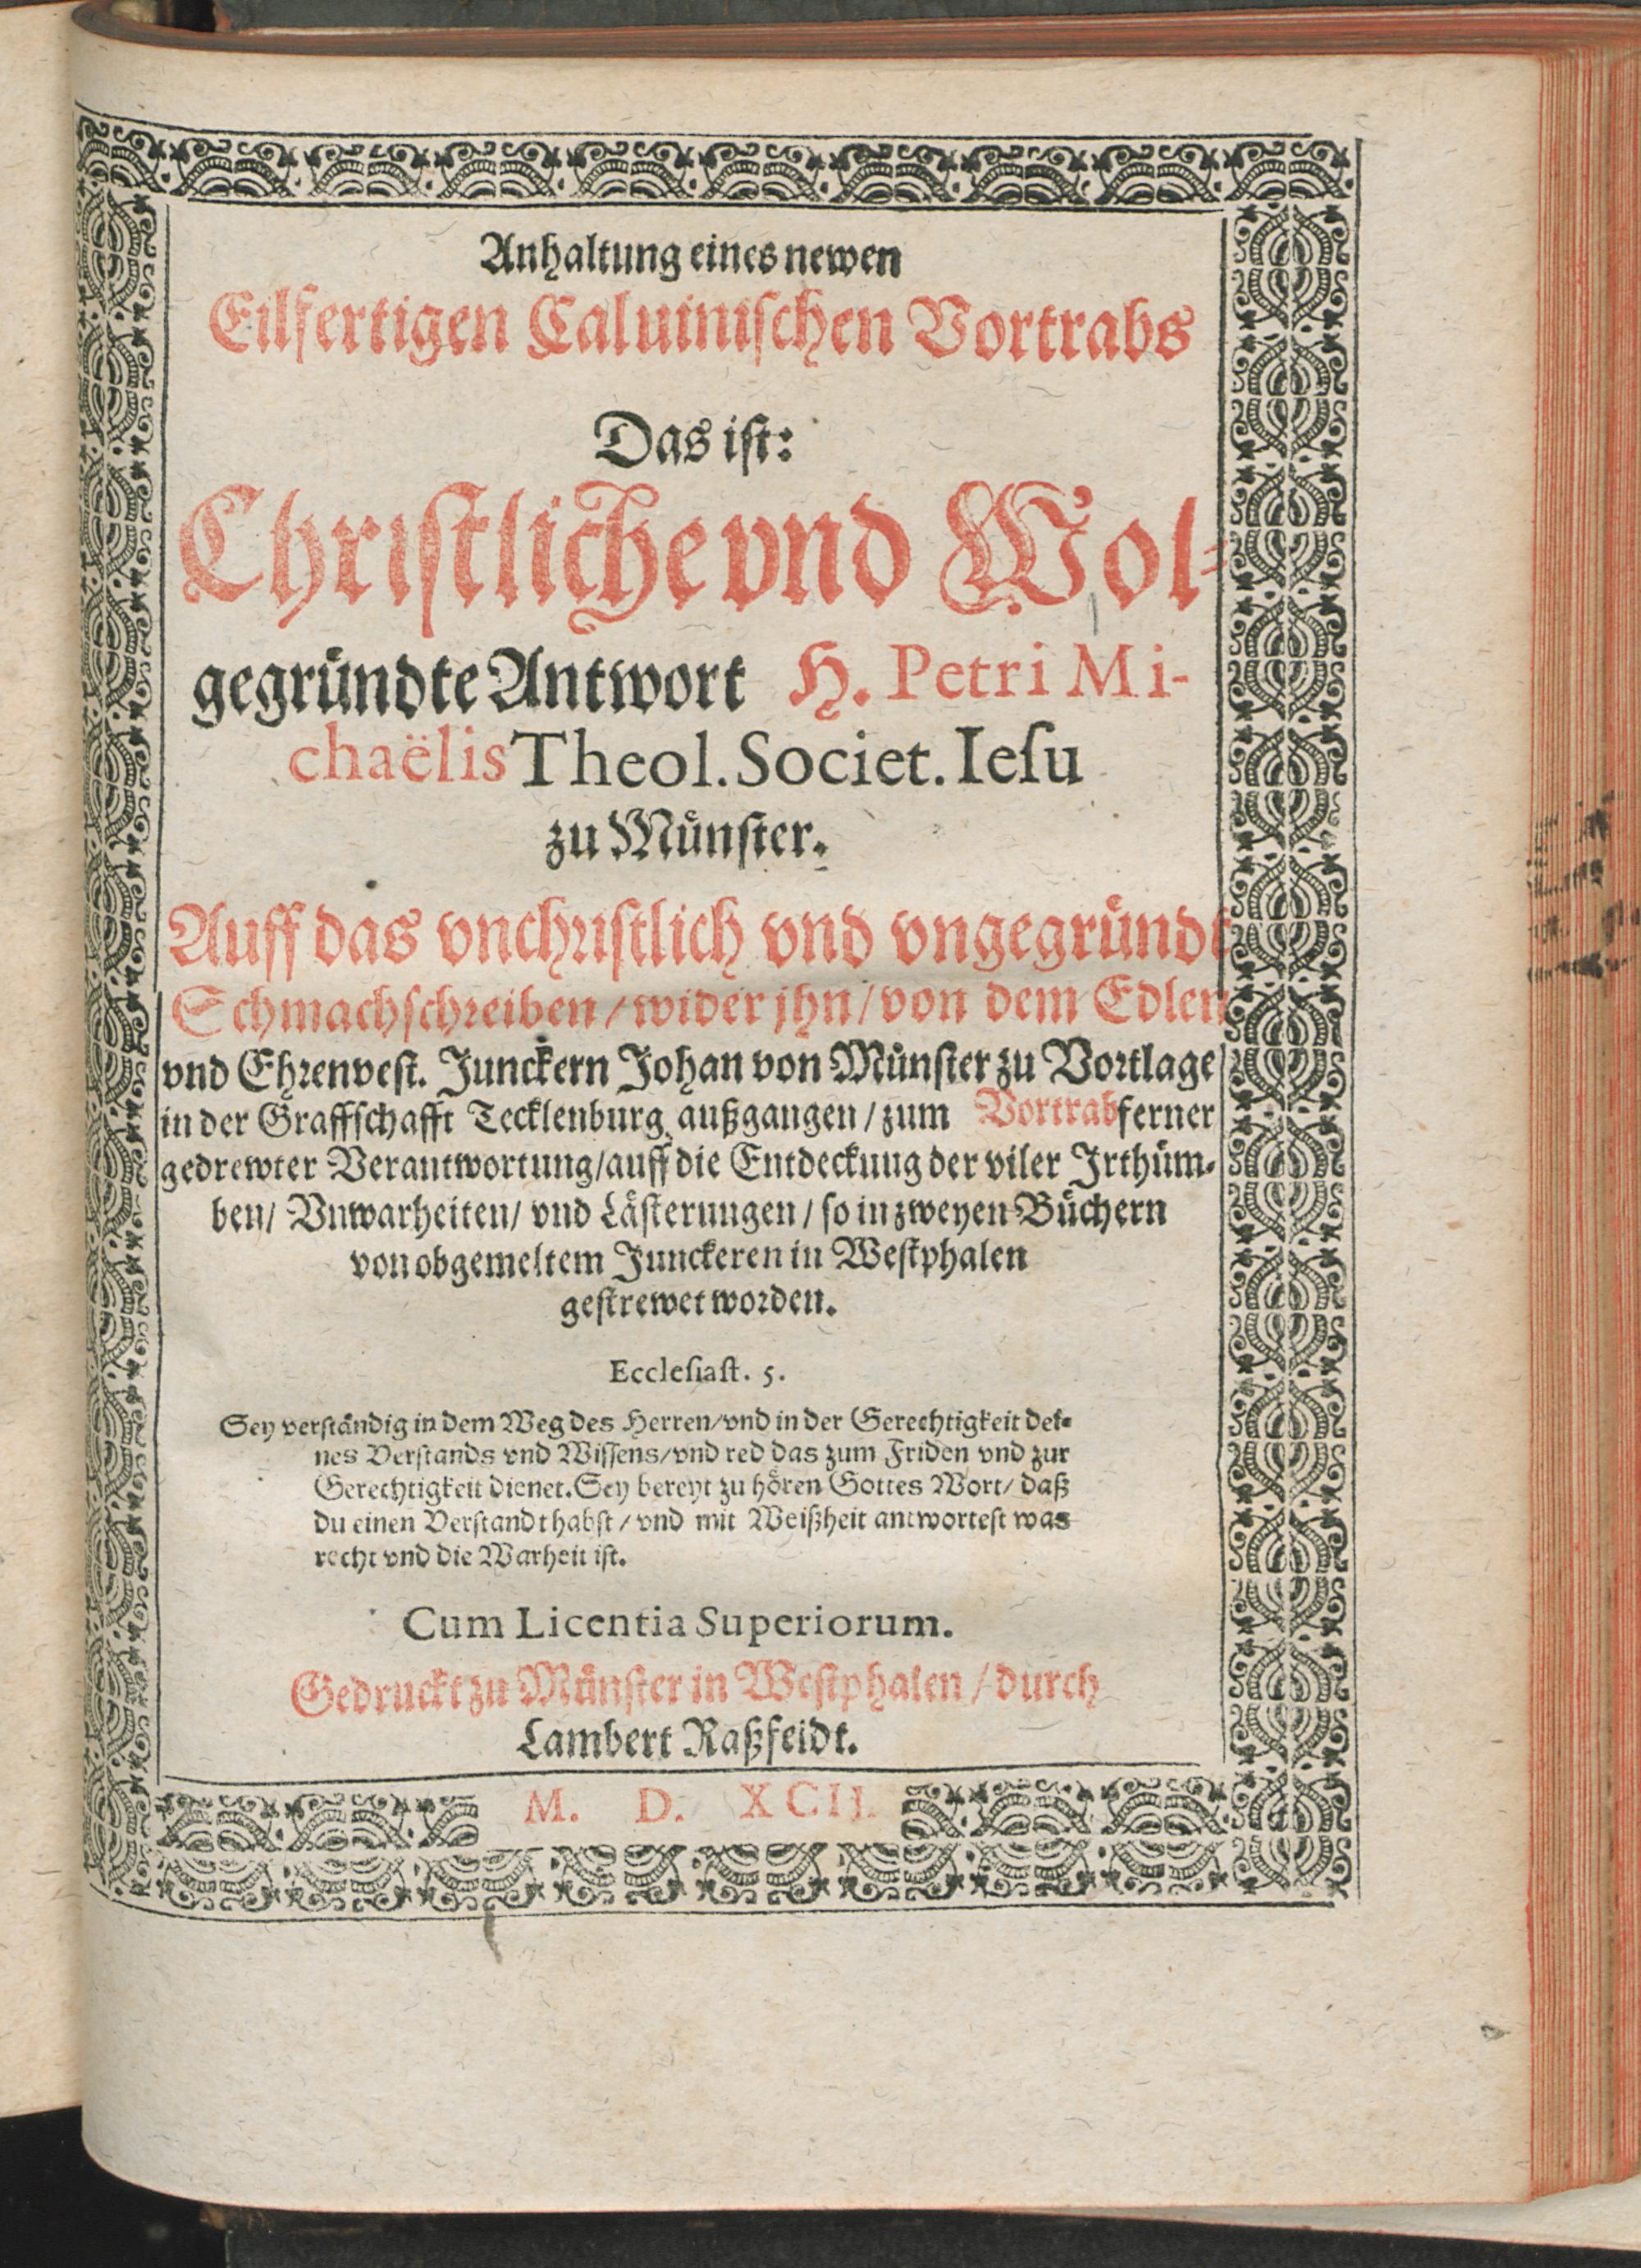 Anhaltung eines newen
Eilfertigen Caluinischen Vortrabs
Das ist:
Christliche vnd Wol-
gegründte Antwort H. Petri Mi-
chaëlis Theol. Societ. Iesu
zu Münster.
Auff das vnchristlich vnd vngegründt
Schmachschreiben / wider jhn / von dem Edlen
vnd Ehrenvest. Junckern Johan von Münster zu Vortlage
in der Graffschafft Tecklenburg außgangen / zum Vortrab ferner
gedrewter Verantwortung / auff die Entdeckung der viler Jrthüm-
ben / Vnwarheiten / vnd Lästerungen / so in zweyen Büchern
von obgemeltem Junckeren in Westphalen
gestrewet worden.
Ecclesiast. 5.
Sey verständig in dem Weg des Herren / vnd in der Gerechtigkeit dei-
nes Verstands vnd Wissens / vnd red das zum Friden vnd zur
Gerechtigkeit dienet. Sey bereyt zu hören Gottes Wort / daß
du einen Verstandt habst / vnd mit Weißheit antwortest was
recht vnd die Warheit ist.
Cum Licentia Superiorum.
Gedruckt zu Münster in Westphalen / durch
Lambert Raßfeldt.
M. D. XCII.